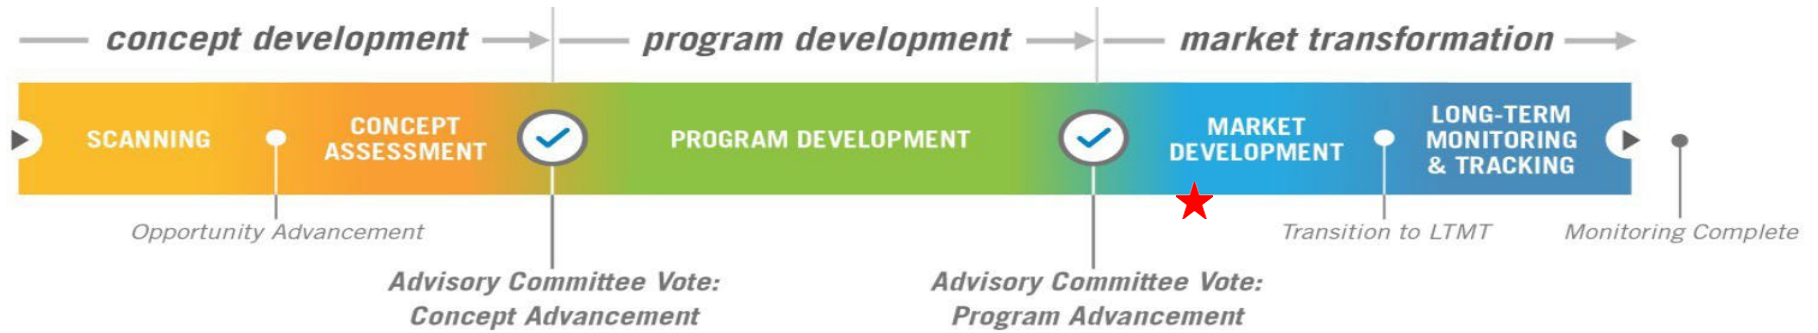 concept development
program development
market transformation
SCANNING
CONCEPT
ASSESSMENT
PROGRAM DEVELOPMENT
MARKET
DEVELOPMENT
LONG-TERM
MONITORING
& TRACKING
Opportunity Advancement
Transition to LTMT
Monitoring Complete
Advisory Committee Vote:
Concept Advancement
Advisory Committee Vote:
Program Advancement